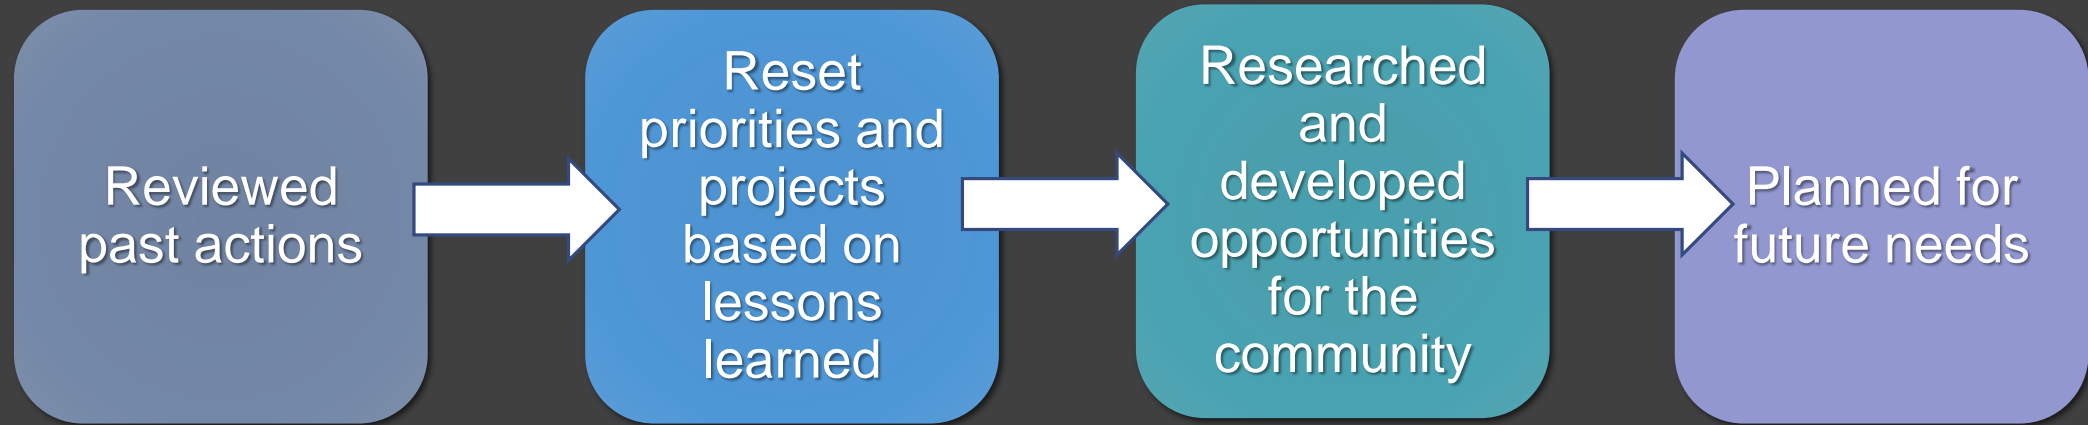 Reviewed
past actions
Reset
priorities and
projects
based on
lessons
learned
Researched
and
developed
opportunities
for the
community
Planned for
future needs